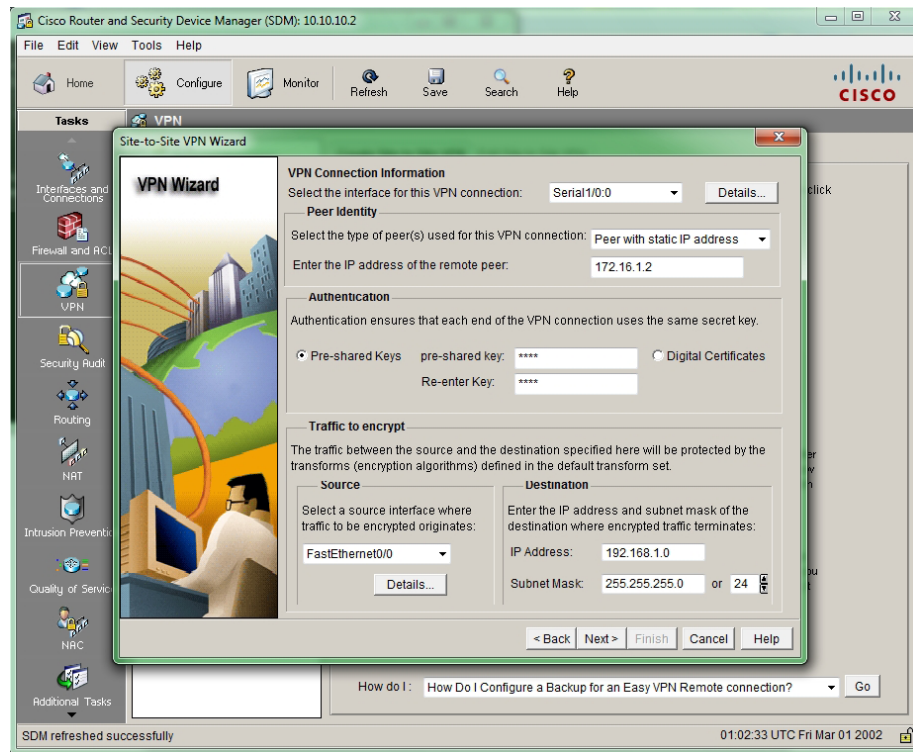 Cisco Router and Security Device Manager (SDM): 10.10.10.2
File Edit View Tools Help
Home Configure Monitor Refresh Save Search Help
CISCO
Tasks
VPN
Site-to-Site VPN Wizard
VPN Wizard
VPN Connection Information
Select the interface for this VPN connection: Serial1/0:0 Details...
Peer Identity
Select the type of peer(s) used for this VPN connection: Peer with static IP address
Enter the IP address of the remote peer: 172.16.1.2
Authentication
Authentication ensures that each end of the VPN connection uses the same secret key.
Pre-shared Keys pre-shared key: **** Digital Certificates
Re-enter Key: ****
Traffic to encrypt
The traffic between the source and the destination specified here will be protected by the
transforms (encryption algorithms) defined in the default transform set.
Source
Select a source interface where
traffic to be encrypted originates:
FastEthernet0/0
Details...
Destination
Enter the IP address and subnet mask of the
destination where encrypted traffic terminates:
IP Address: 192.168.1.0
Subnet Mask: 255.255.255.0 or 24
< Back Next > Finish Cancel Help
Interfaces and
Connections
Firewall and ACL
VPN
Security Audit
Routing
NAT
Intrusion Preventio
Quality of Servic
NAC
Additional Tasks
click
How do I: How Do I Configure a Backup for an Easy VPN Remote connection? Go
SDM refreshed successfully
01:02:33 UTC Fri Mar 01 2002